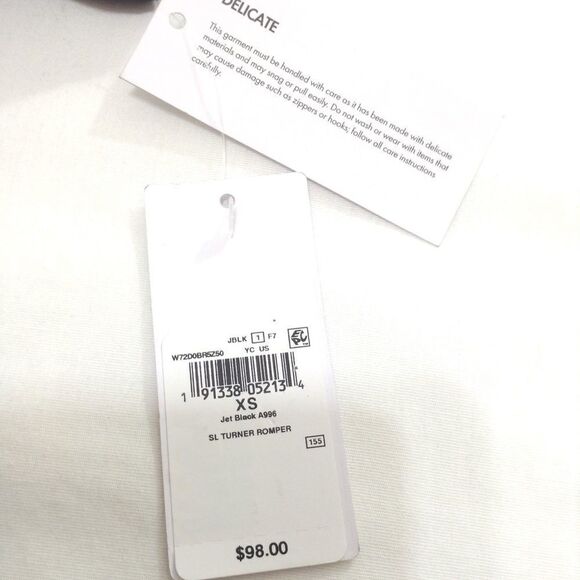 DELICATE
This garment must be handled with care as it has been made with delicate
materials and may snag or pull easily. Do not wash or wear with items that
may cause damage such as zippers or hooks; follow all care instructions
carefully.
JBLK 1 F7
W72D0BR5Z50 YC US
1 91338 05213 4
XS
Jet Black A996
SL TURNER ROMPER
155
$98.00